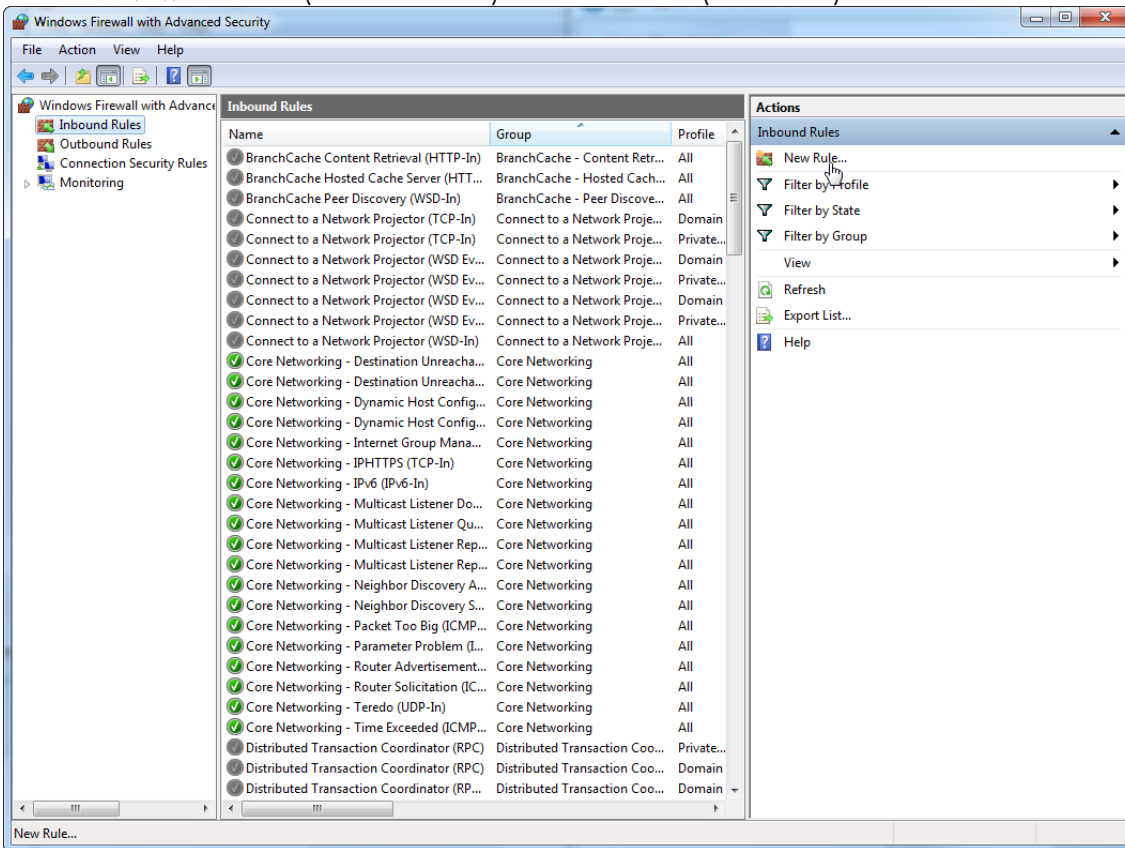 Windows Firewall with Advanced Security
File Action View Help
Windows Firewall with Advance
Inbound Rules
Outbound Rules
Connection Security Rules
Monitoring
Inbound Rules
Name Group Profile
BranchCache Content Retrieval (HTTP-In) BranchCache - Content Retr... All
BranchCache Hosted Cache Server (HTT... BranchCache - Hosted Cach... All
BranchCache Peer Discovery (WSD-In) BranchCache - Peer Discove... All
Connect to a Network Projector (TCP-In) Connect to a Network Proje... Domain
Connect to a Network Projector (TCP-In) Connect to a Network Proje... Private...
Connect to a Network Projector (WSD Ev... Connect to a Network Proje... Domain
Connect to a Network Projector (WSD Ev... Connect to a Network Proje... Private...
Connect to a Network Projector (WSD Ev... Connect to a Network Proje... Domain
Connect to a Network Projector (WSD Ev... Connect to a Network Proje... Private...
Connect to a Network Projector (WSD-In) Connect to a Network Proje... All
Core Networking - Destination Unreacha... Core Networking All
Core Networking - Destination Unreacha... Core Networking All
Core Networking - Dynamic Host Config... Core Networking All
Core Networking - Dynamic Host Config... Core Networking All
Core Networking - Internet Group Mana... Core Networking All
Core Networking - IPHTTPS (TCP-In) Core Networking All
Core Networking - IPv6 (IPv6-In) Core Networking All
Core Networking - Multicast Listener Do... Core Networking All
Core Networking - Multicast Listener Qu... Core Networking All
Core Networking - Multicast Listener Rep... Core Networking All
Core Networking - Multicast Listener Rep... Core Networking All
Core Networking - Neighbor Discovery A... Core Networking All
Core Networking - Neighbor Discovery S... Core Networking All
Core Networking - Packet Too Big (ICMP... Core Networking All
Core Networking - Parameter Problem (I... Core Networking All
Core Networking - Router Advertisement... Core Networking All
Core Networking - Router Solicitation (IC... Core Networking All
Core Networking - Teredo (UDP-In) Core Networking All
Core Networking - Time Exceeded (ICMP... Core Networking All
Distributed Transaction Coordinator (RPC) Distributed Transaction Coo... Private...
Distributed Transaction Coordinator (RPC) Distributed Transaction Coo... Domain
Distributed Transaction Coordinator (RP... Distributed Transaction Coo... Domain
Actions
Inbound Rules
New Rule...
Filter by Profile
Filter by State
Filter by Group
View
Refresh
Export List...
Help
New Rule...